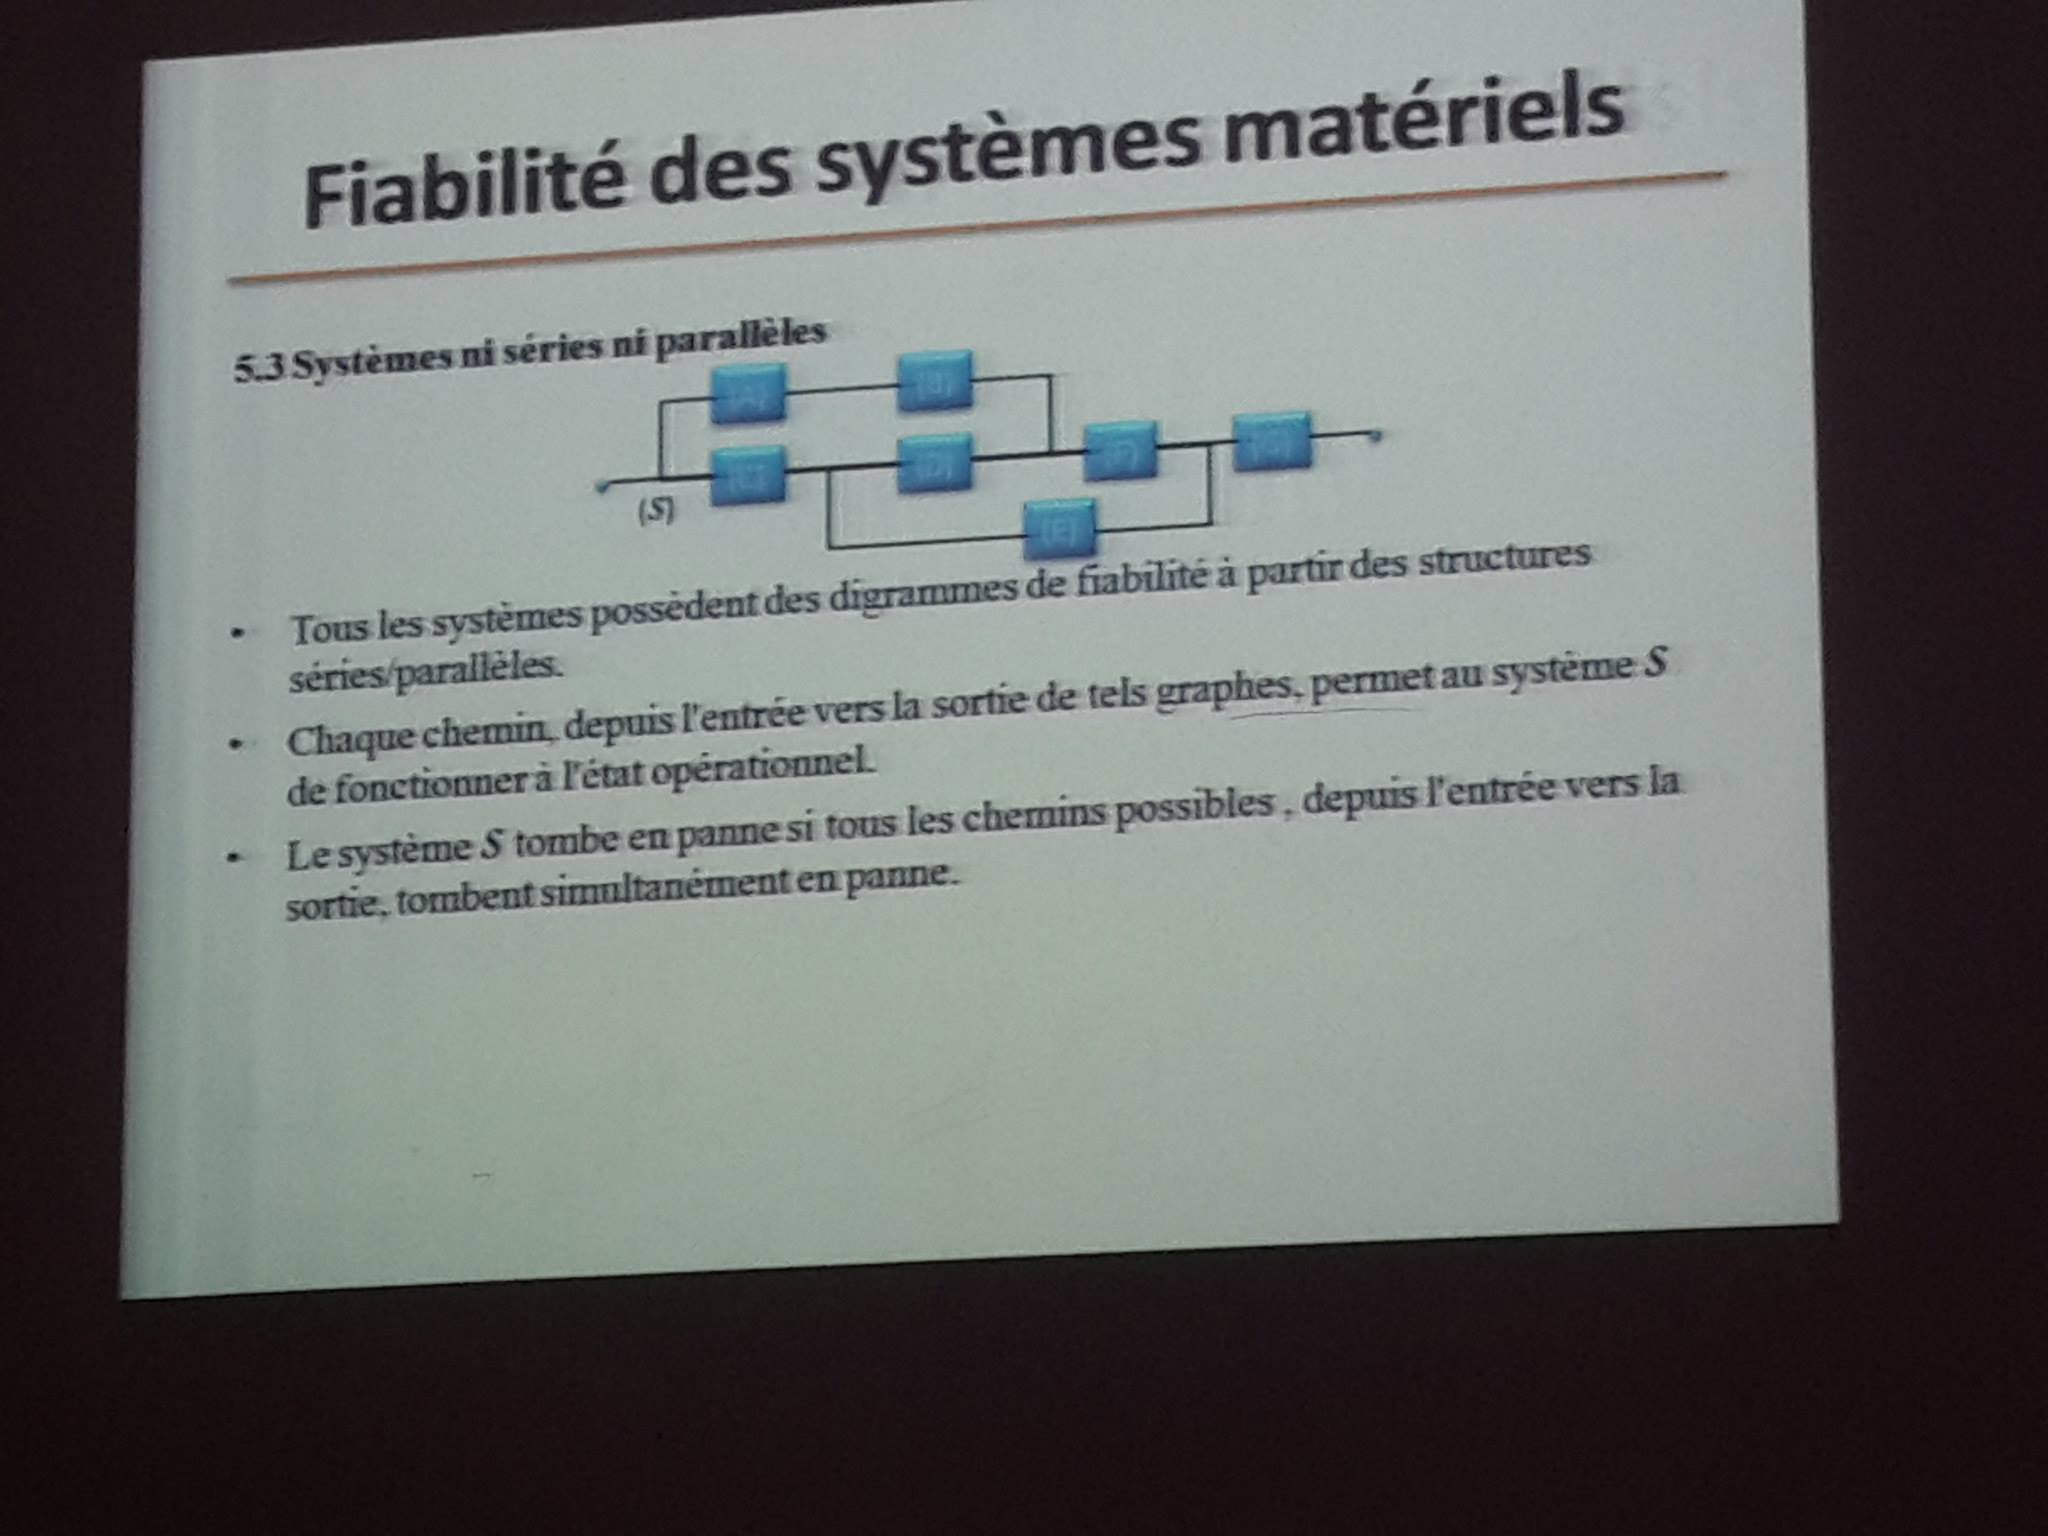 Fiabilité des systèmes matériels
5.3 Systèmes ni séries ni parallèles
(A)
(B)
(C)
(D)
(F)
(G)
(S)
(E)
• Tous les systèmes possèdent des digrammes de fiabilité à partir des structures
séries/parallèles.
• Chaque chemin, depuis l'entrée vers la sortie de tels graphes, permet au système S
de fonctionner à l'état opérationnel.
• Le système S tombe en panne si tous les chemins possibles , depuis l'entrée vers la
sortie, tombent simultanément en panne.